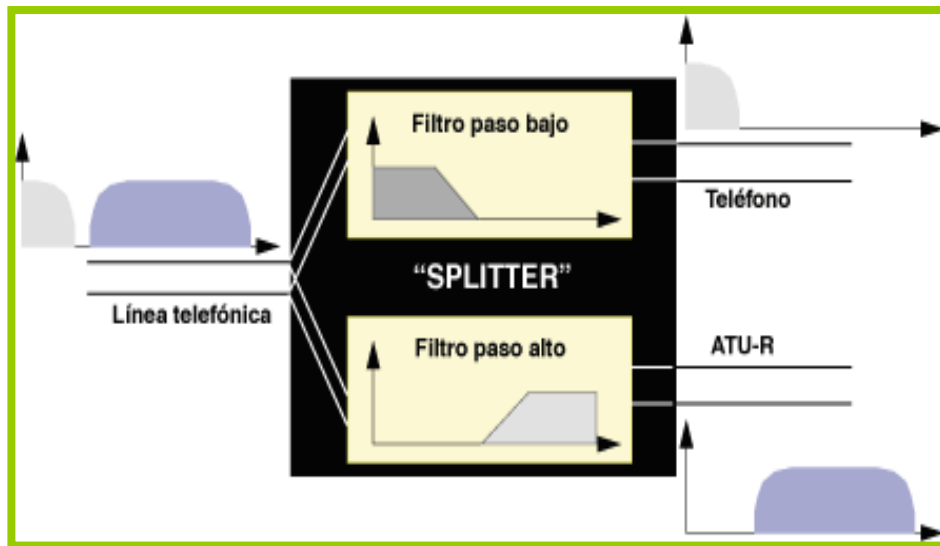 Filtro paso bajo
Teléfono
“SPLITTER”
Línea telefónica
Filtro paso alto
ATU-R